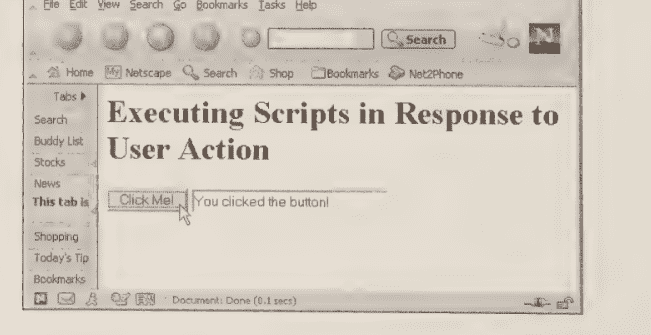 File Edit View Search Go Bookmarks Tasks Help
Search
N
Home My Netscape Search Shop Bookmarks Net2Phone
Tabs
Search
Buddy List
Stocks
News
This tab is
Shopping
Today's Tip
Bookmarks
Executing Scripts in Response to
User Action
Click Me! You clicked the button!
N Document: Done (0.1 secs)